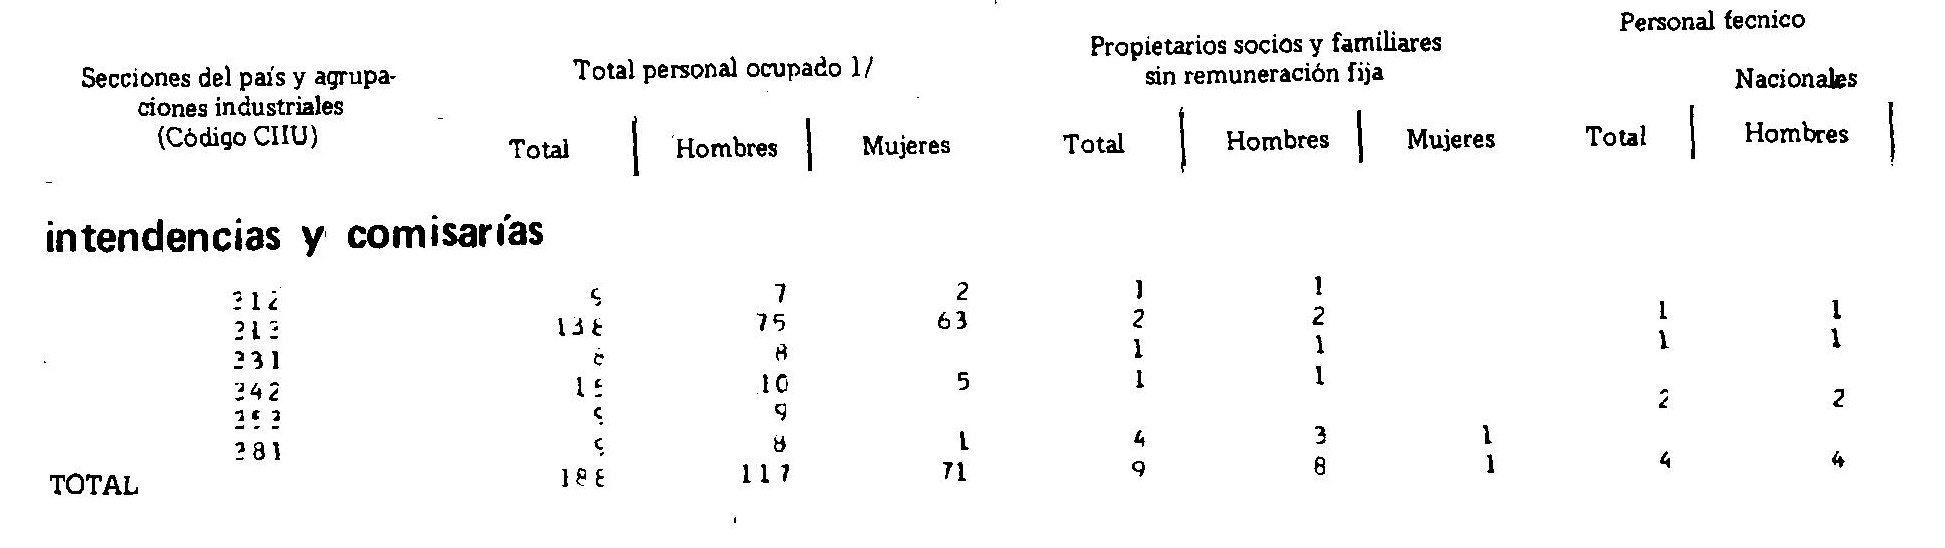 Personal fecnico
Propietarios socios y familiares
Secciones del país y agrupa- Total personal ocupado 1/ sin remuneración fija Nacionales
ciones industriales
(Código CIIU) Total Hombres Mujeres Total Hombres Mujeres Total Hombres
intendencias y comisarías
312 9 7 2 1 1
313 138 75 63 2 2 1 1
331 8 8 1 1 1 1
342 15 10 5 1 1
9 9 2 2
381 9 8 1 4 3 1
TOTAL 188 117 71 9 8 1 4 4